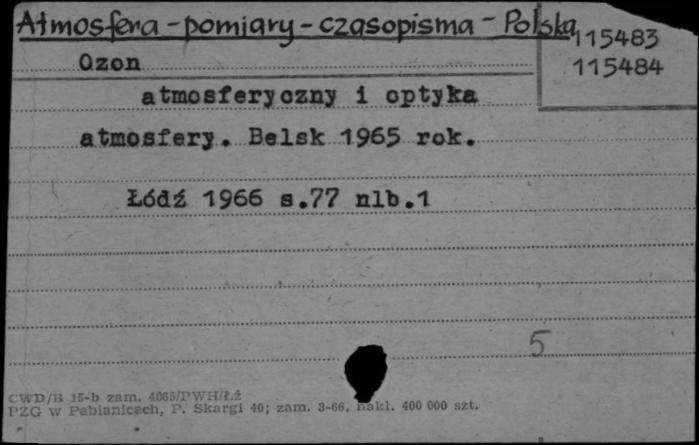 Atmosfera - pomiary - czasopisma - Polska
115483
Ozon
115484
atmosferyczny i optyka
atmosfery. Belsk 1965 rok.
Łódź 1966 s.77 nlb.1
5
CWD/B 15-b zam. 4065/PWH/Łź
PZG w Pabianicach, P. Skargi 40; zam. 3-66, nakł. 400 000 szt.